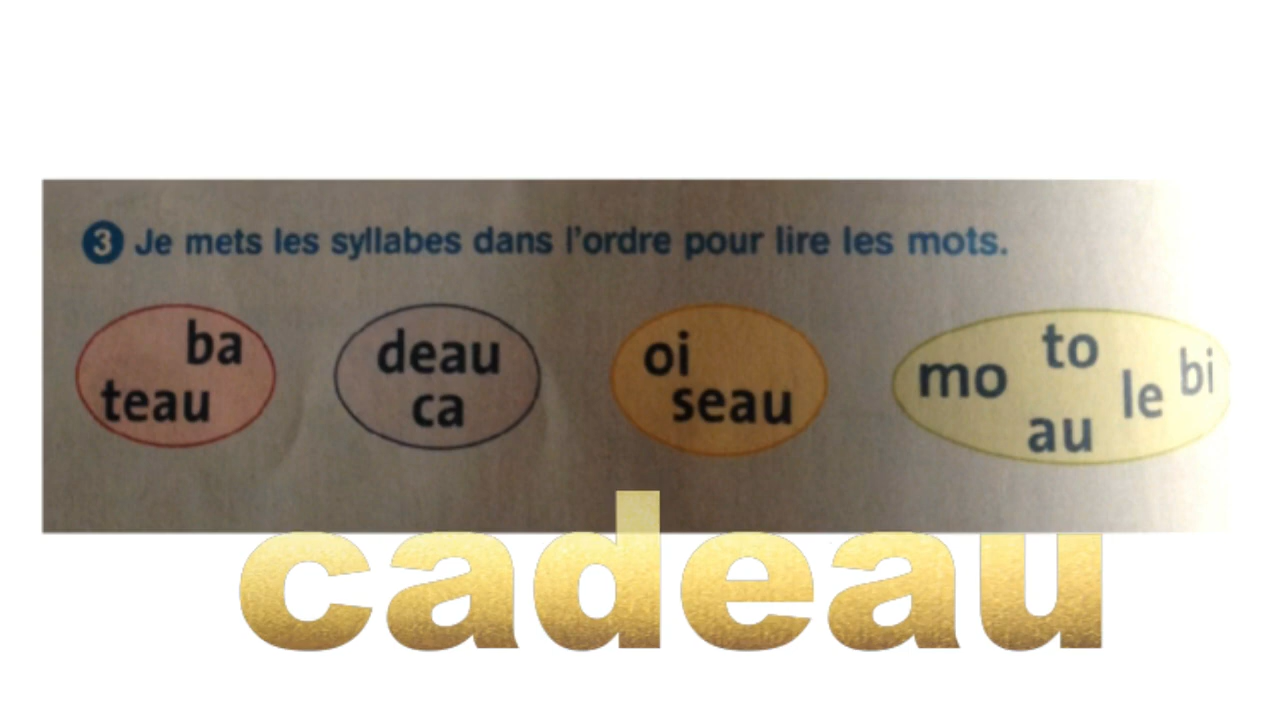 3 Je mets les syllabes dans l'ordre pour lire les mots.
ba
teau
deau
ca
oi
seau
mo to au le bi
cadeau